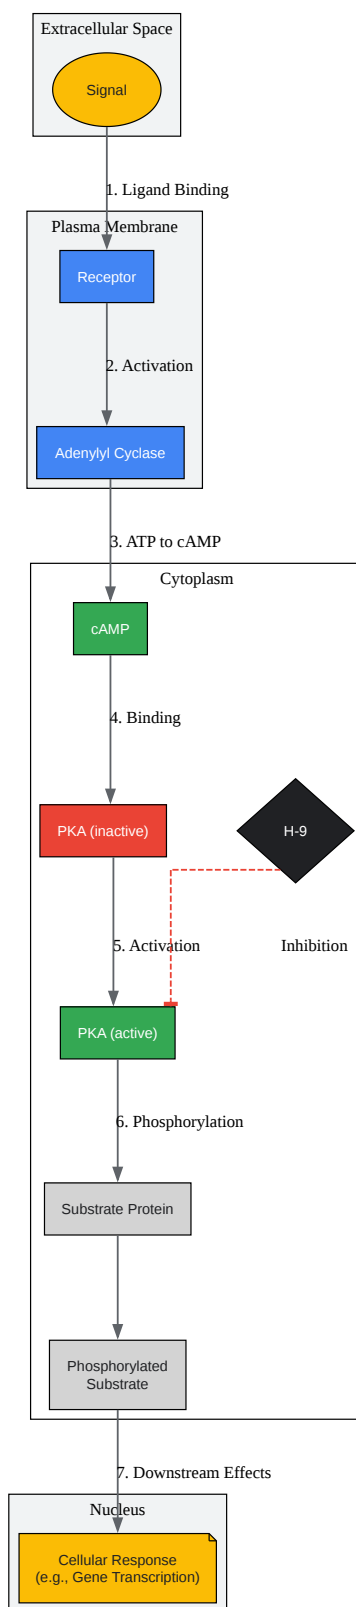 Extracellular Space
Signal
1. Ligand Binding
Plasma Membrane
Receptor
2. Activation
Adenylyl Cyclase
3. ATP to cAMP
Cytoplasm
cAMP
4. Binding
PKA (inactive)
H-9
5. Activation
Inhibition
PKA (active)
6. Phosphorylation
Substrate Protein
Phosphorylated
Substrate
7. Downstream Effects
Nucleus
Cellular Response
(e.g., Gene Transcription)